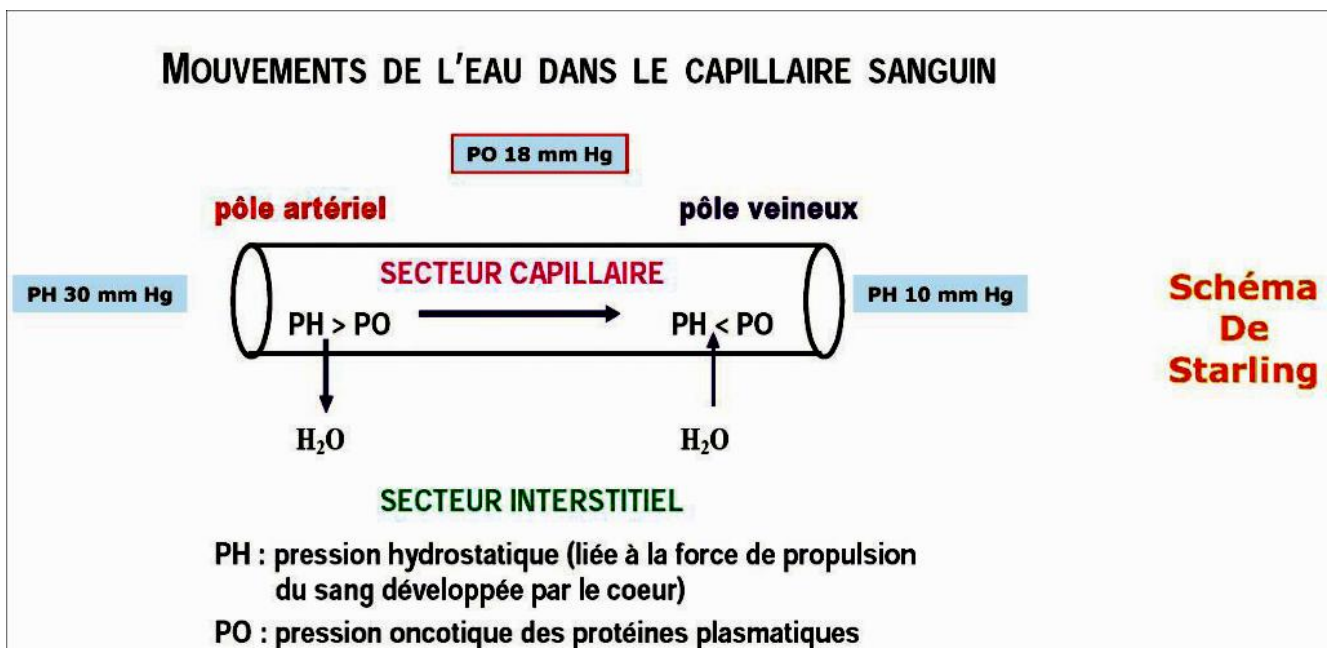 MOUVEMENTS DE L'EAU DANS LE CAPILLAIRE SANGUIN
PO 18 mm Hg
pôle artériel
pôle veineux
PH 30 mm Hg
SECTEUR CAPILLAIRE
PH 10 mm Hg
PH > PO
PH < PO
Schéma
De
Starling
H₂O
H₂O
SECTEUR INTERSTITIEL
PH : pression hydrostatique (liée à la force de propulsion
du sang développée par le coeur)
PO : pression oncotique des protéines plasmatiques